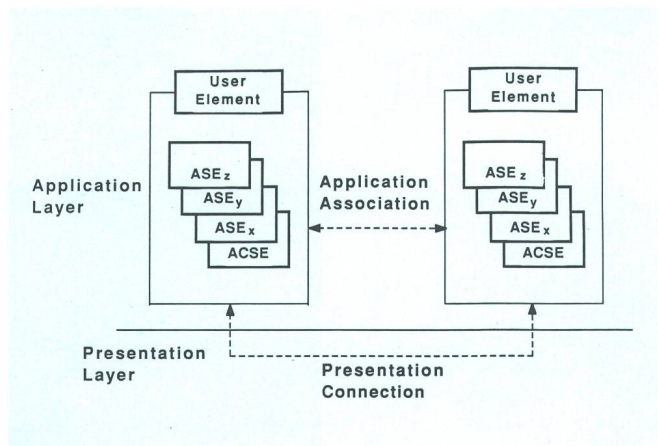 User
Element
User
Element
ASEz
ASEy
ASEx
ACSE
Application
Layer
Application
Association
ASEz
ASEy
ASEx
ACSE
Presentation
Layer
Presentation
Connection